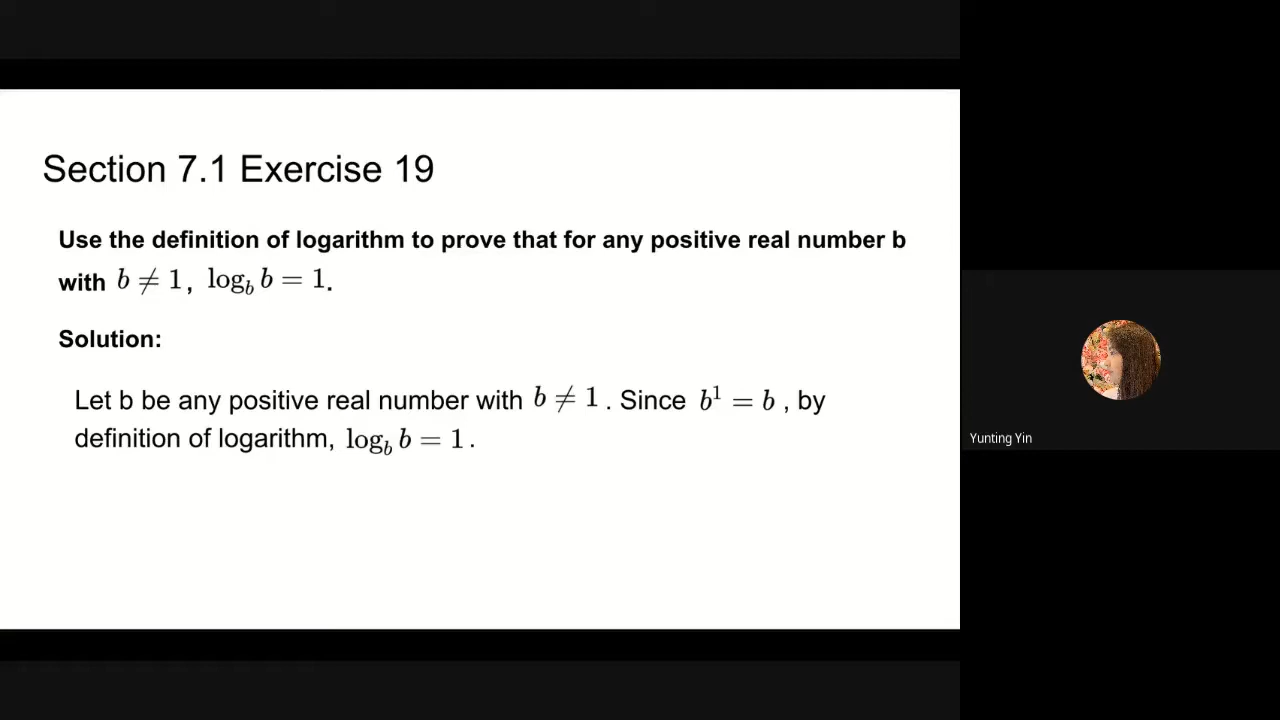 Section 7.1 Exercise 19
Use the definition of logarithm to prove that for any positive real number b
with b ≠ 1, log_b b = 1.
Solution:
Let b be any positive real number with b ≠ 1. Since b¹ = b, by
definition of logarithm, log_b b = 1.
Yunting Yin